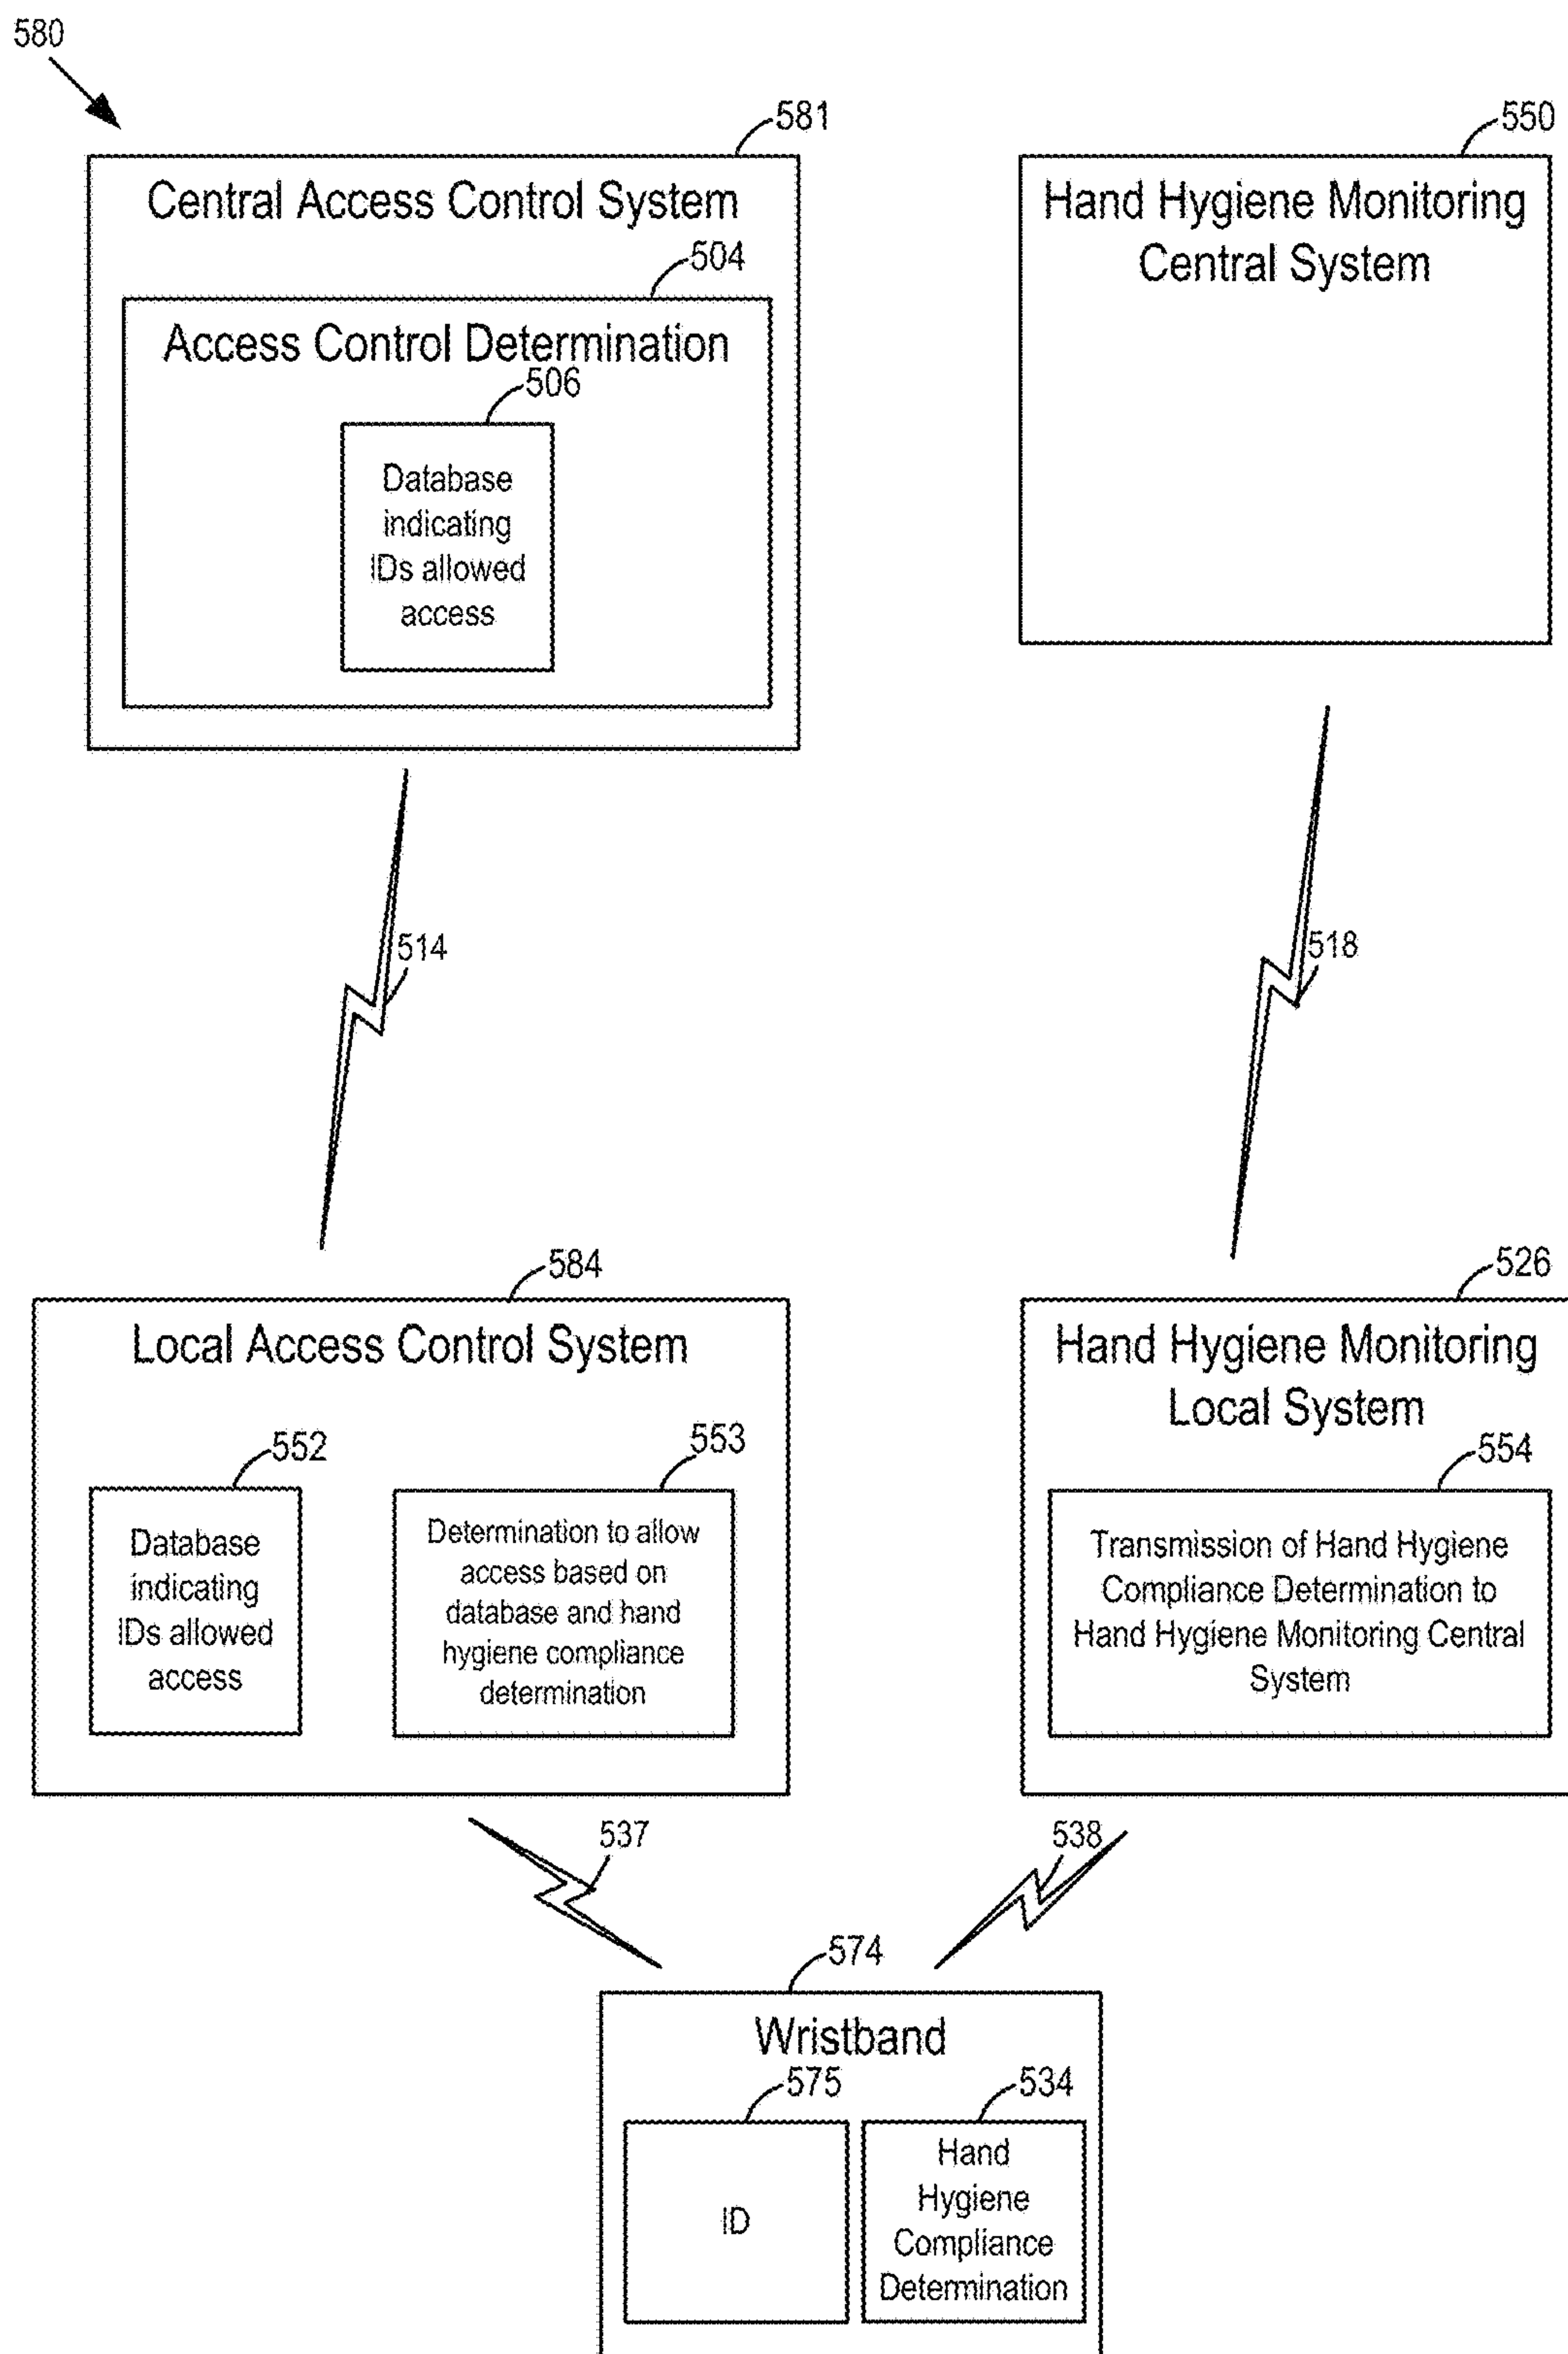 580
581
Central Access Control System
504
Access Control Determination
506
Database
indicating
IDs allowed
access
550
Hand Hygiene Monitoring
Central System
514
518
584
Local Access Control System
552
Database
indicating
IDs allowed
access
553
Determination to allow
access based on
database and hand
hygiene compliance
determination
526
Hand Hygiene Monitoring
Local System
554
Transmission of Hand Hygiene
Compliance Determination to
Hand Hygiene Monitoring Central
System
537
538
574
Wristband
575
ID
534
Hand
Hygiene
Compliance
Determination